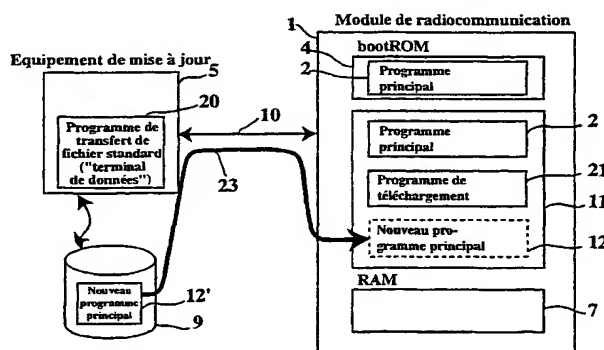 Module de radiocommunication
1
bootROM
4
2
Programme
principal
Equipement de mise à jour
5
20
Programme de
transfert de
fichier standard
("terminal
de données")
10
23
Programme
principal
2
21
Programme de
téléchargement
11
Nouveau pro-
gramme principal
12
RAM
7
Nouveau
programme
principal
12'
9